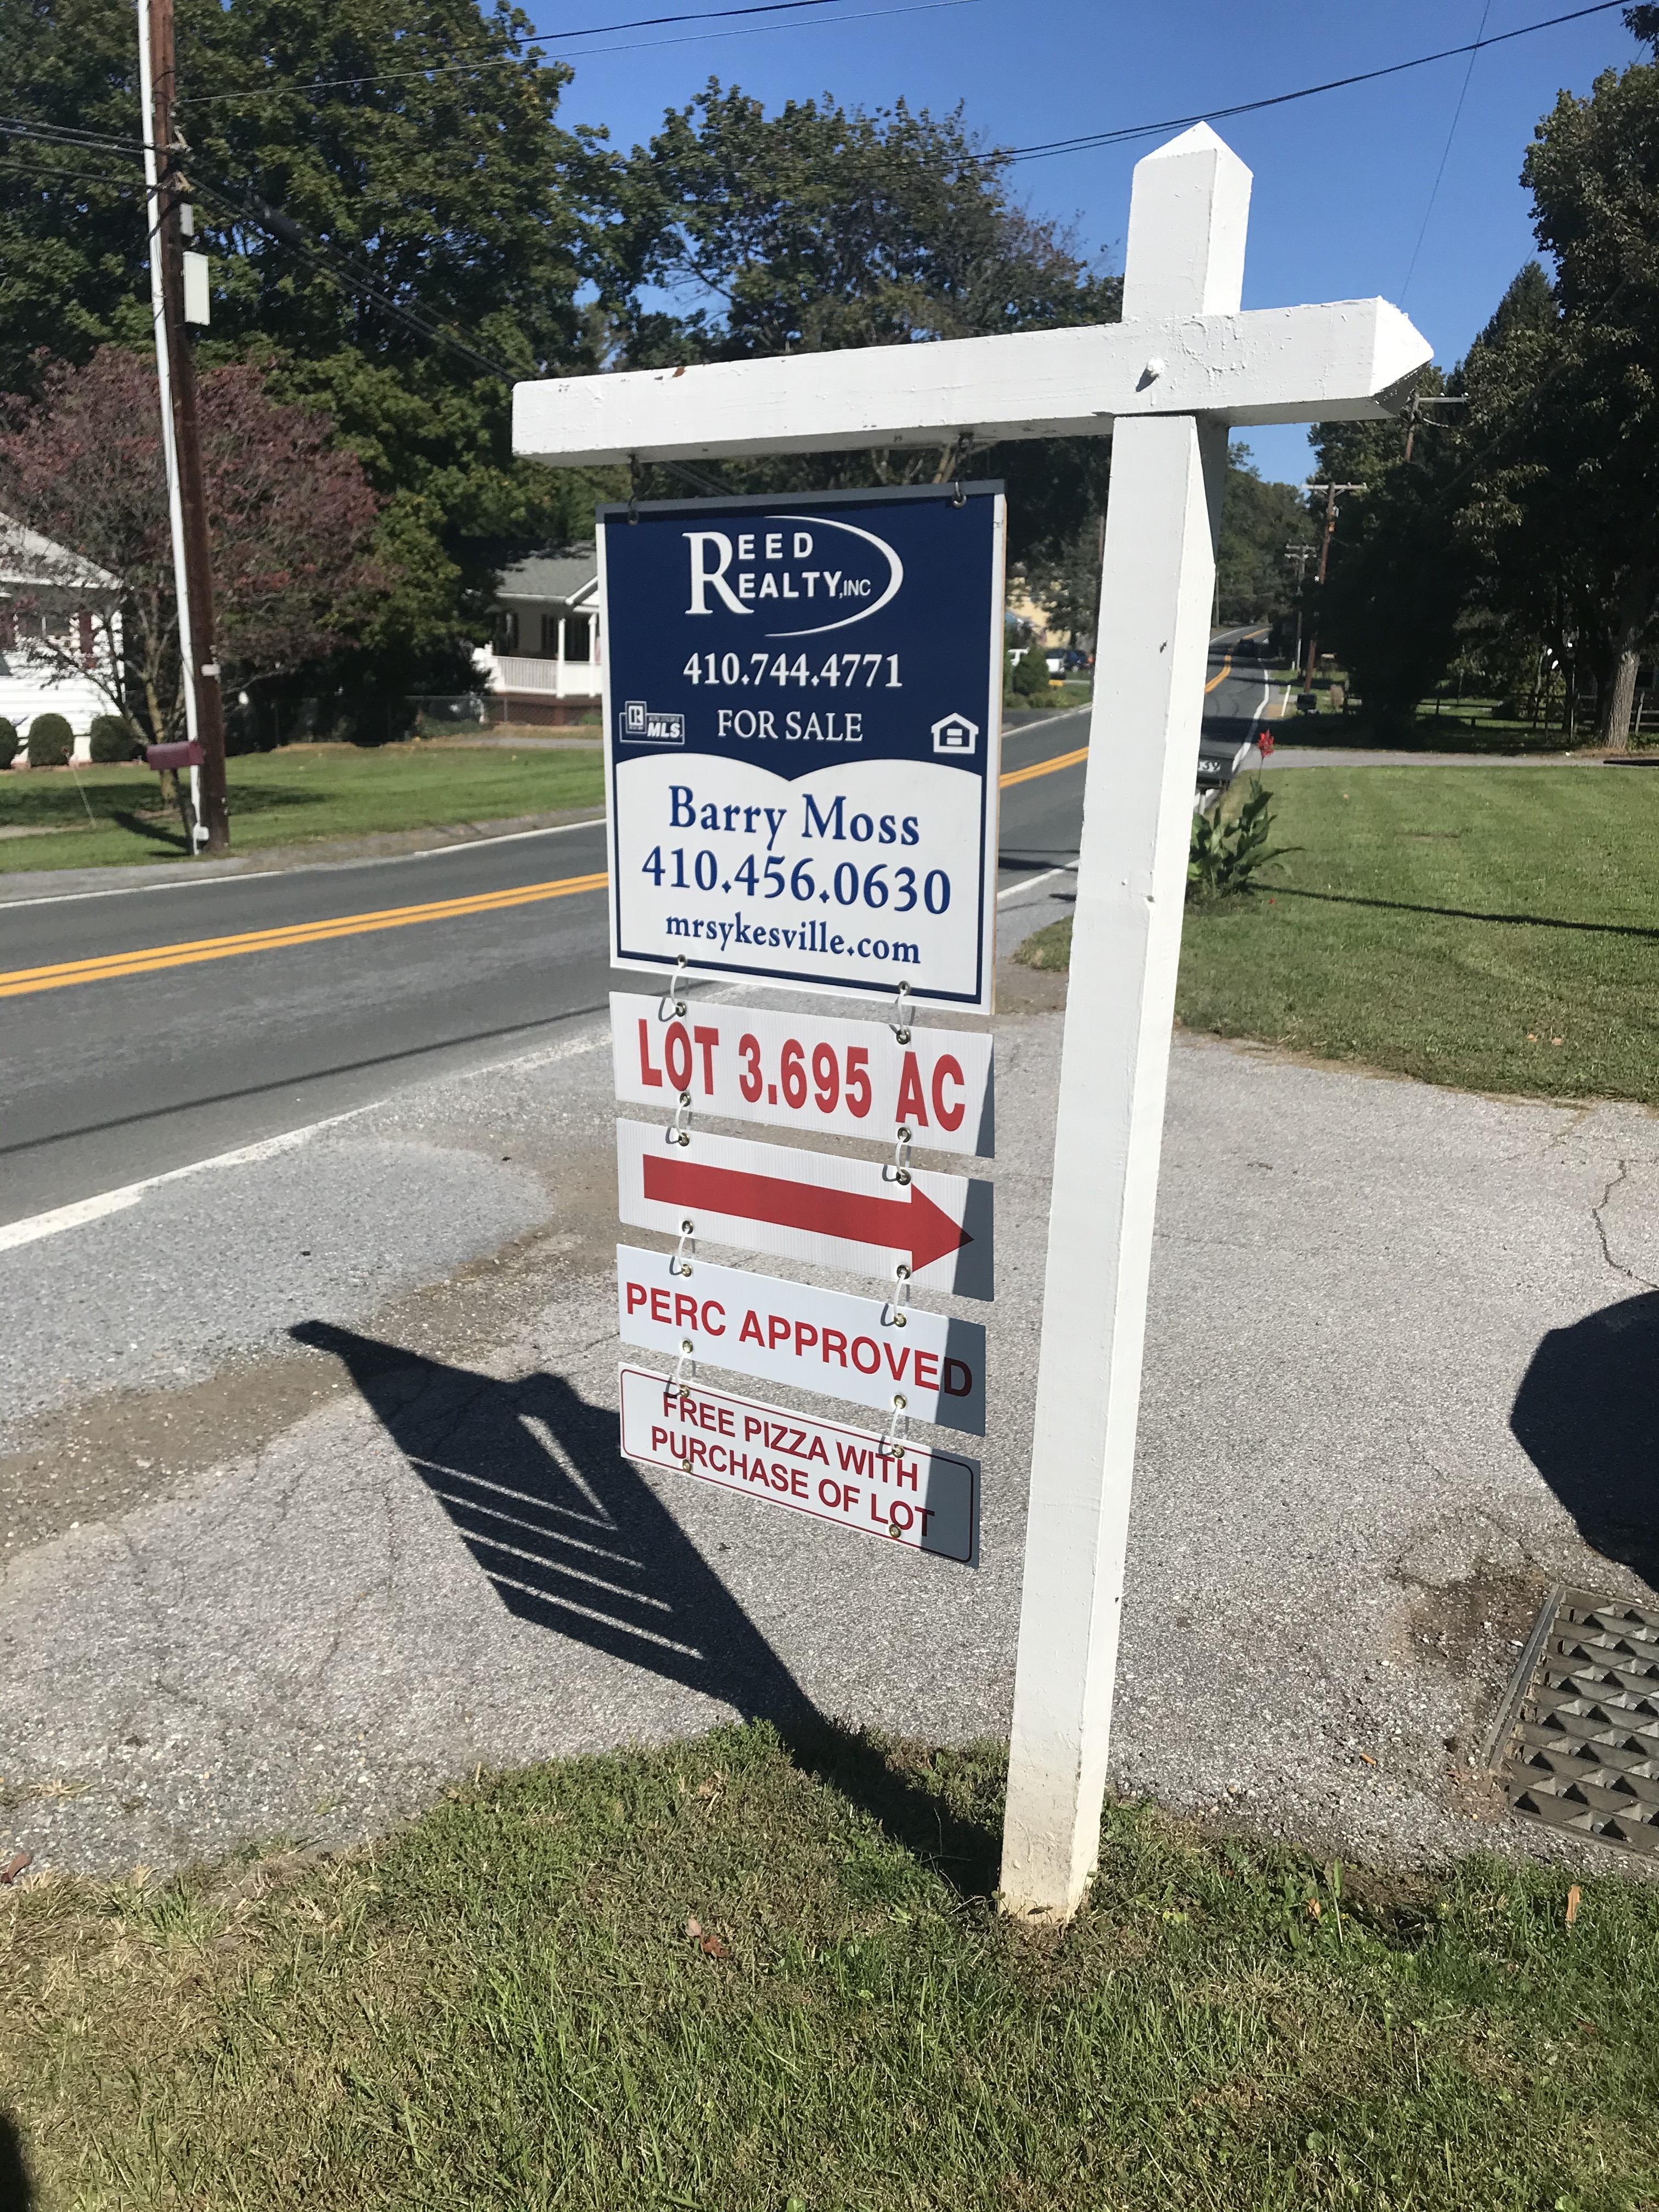 REED
REALTY,INC
410.744.4771
FOR SALE
MLS
Barry Moss
410.456.0630
mrsykesville.com
LOT 3.695 AC
PERC APPROVED
FREE PIZZA WITH
PURCHASE OF LOT